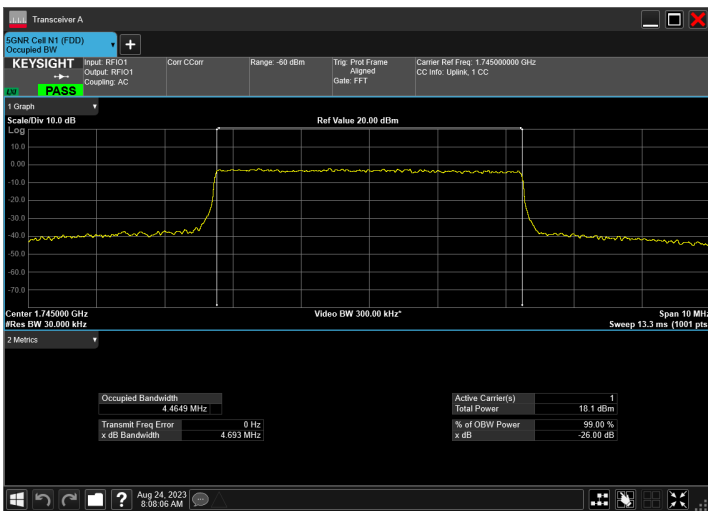 Transceiver A
5GNR Cell N1 (FDD)
Occupied BW
KEYSIGHT
Input: RFIO1
Output: RFIO1
Coupling: AC
Corr CCorr
Range: -60 dBm
Trig: Prot Frame
Aligned
Gate: FFT
Carrier Ref Freq: 1.745000000 GHz
CC Info: Uplink, 1 CC
PASS
1 Graph
Scale/Div 10.0 dB
Ref Value 20.00 dBm
Log
10.0
0.00
-10.0
-20.0
-30.0
-40.0
-50.0
-60.0
-70.0
Center 1.745000 GHz
Video BW 300.00 kHz*
Span 10 MHz
#Res BW 30.000 kHz
Sweep 13.3 ms (1001 pts
2 Metrics
Occupied Bandwidth
4.4649 MHz
Transmit Freq Error 0 Hz
x dB Bandwidth 4.693 MHz
Active Carrier(s) 1
Total Power 18.1 dBm
% of OBW Power 99.00 %
x dB -26.00 dB
?
Aug 24, 2023
8:08:06 AM